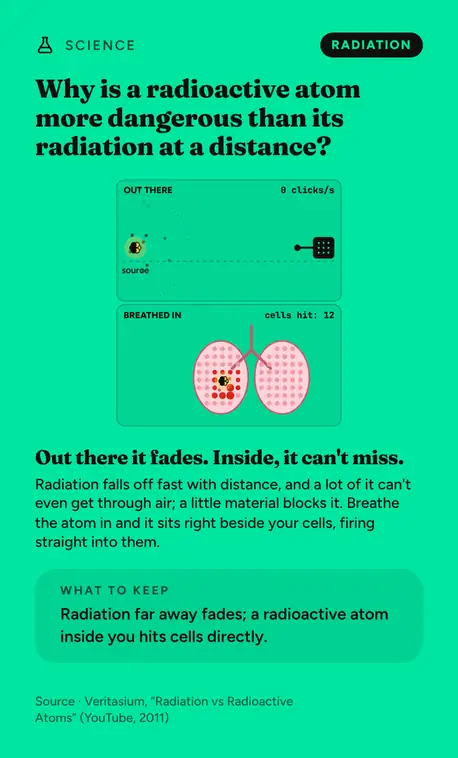 SCIENCE
RADIATION
Why is a radioactive atom
more dangerous than its
radiation at a distance?
OUT THERE
0 clicks/s
source
BREATHED IN
cells hit: 12
Out there it fades. Inside, it can't miss.
Radiation falls off fast with distance, and a lot of it can't
even get through air; a little material blocks it. Breathe
the atom in and it sits right beside your cells, firing
straight into them.
WHAT TO KEEP
Radiation far away fades; a radioactive atom
inside you hits cells directly.
Source · Veritasium, “Radiation vs Radioactive
Atoms” (YouTube, 2011)